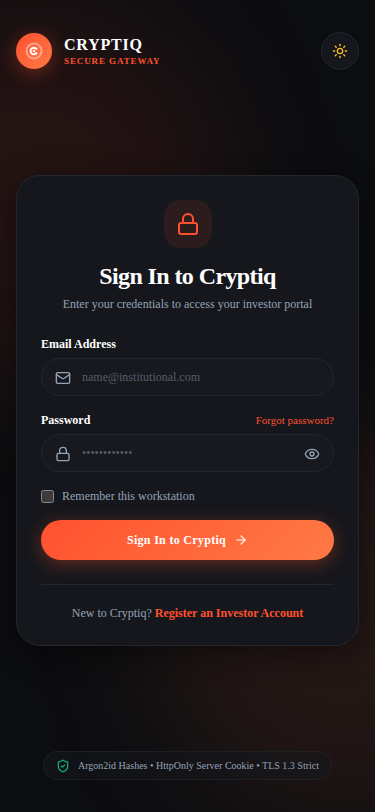 CRYPTIQ
SECURE GATEWAY
Sign In to Cryptiq
Enter your credentials to access your investor portal
Email Address
name@institutional.com
Password Forgot password?
••••••••••••
Remember this workstation
Sign In to Cryptiq →
New to Cryptiq? Register an Investor Account
Argon2id Hashes • HttpOnly Server Cookie • TLS 1.3 Strict